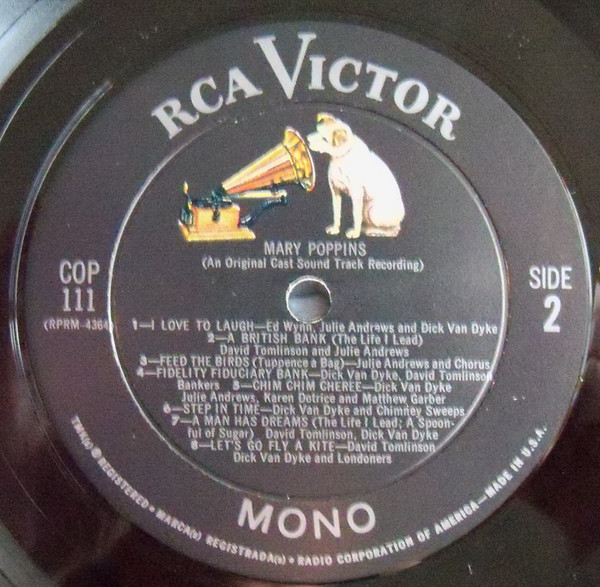 RCA VICTOR
MARY POPPINS
(An Original Cast Sound Track Recording)
COP
111
(RPRM-4364)
SIDE
2
1—I LOVE TO LAUGH—Ed Wynn, Julie Andrews and Dick Van Dyke
2—A BRITISH BANK (The Life I Lead)
David Tomlinson and Julie Andrews
3—FEED THE BIRDS (Tuppence a Bag)—Julie Andrews and Chorus
4—FIDELITY FIDUCIARY BANK—Dick Van Dyke, David Tomlinson
Bankers 5—CHIM CHIM CHEREE—Dick Van Dyke
Julie Andrews, Karen Dotrice and Matthew Garber
6—STEP IN TIME—Dick Van Dyke and Chimney Sweeps
7—A MAN HAS DREAMS (The Life I Lead; A Spoon-
ful of Sugar) David Tomlinson, Dick Van Dyke
8—LET'S GO FLY A KITE—David Tomlinson
Dick Van Dyke and Londoners
MONO
TMK(s) ® REGISTERED • MARCA(s) REGISTRADA(s) • RADIO CORPORATION OF AMERICA—MADE IN U.S.A.